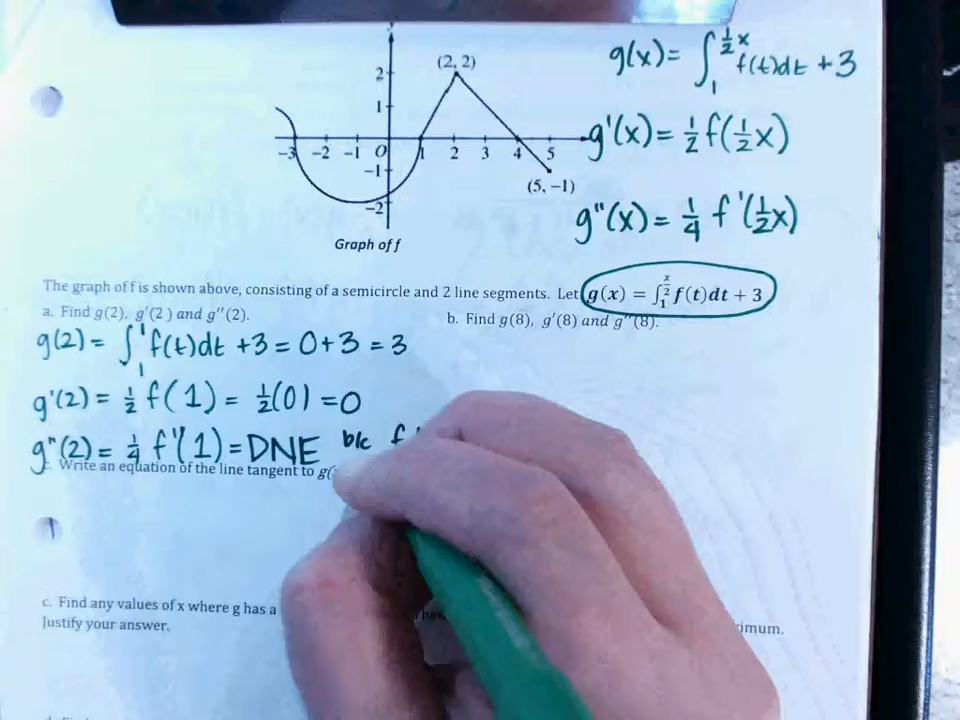 (2, 2)
2
1
-3 -2 -1 O 1 2 3 4 5
-1
-2
(5, -1)
Graph of f
g(x) = ∫₁^{½x} f(t)dt + 3
g'(x) = ½ f(½x)
g"(x) = ¼ f'(½x)
The graph of f is shown above, consisting of a semicircle and 2 line segments. Let g(x) = ∫₁^{x/2} f(t)dt + 3
a. Find g(2), g'(2) and g''(2).
b. Find g(8), g'(8) and g''(8).
g(2) = ∫₁¹ f(t)dt + 3 = 0 + 3 = 3
g'(2) = ½ f(1) = ½(0) = 0
g"(2) = ¼ f'(1) = DNE b/c f
Write an equation of the line tangent to g(
c. Find any values of x where g has a
Justify your answer.